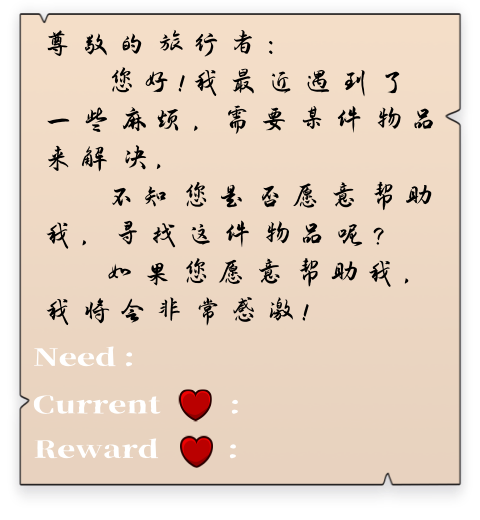 尊敬的旅行者：
您好！我最近遇到了
一些麻烦，需要某件物品
来解决，
不知您是否愿意帮助
我，寻找这件物品呢？
如果您愿意帮助我，
我将会非常感激！
Need :
Current :
Reward :